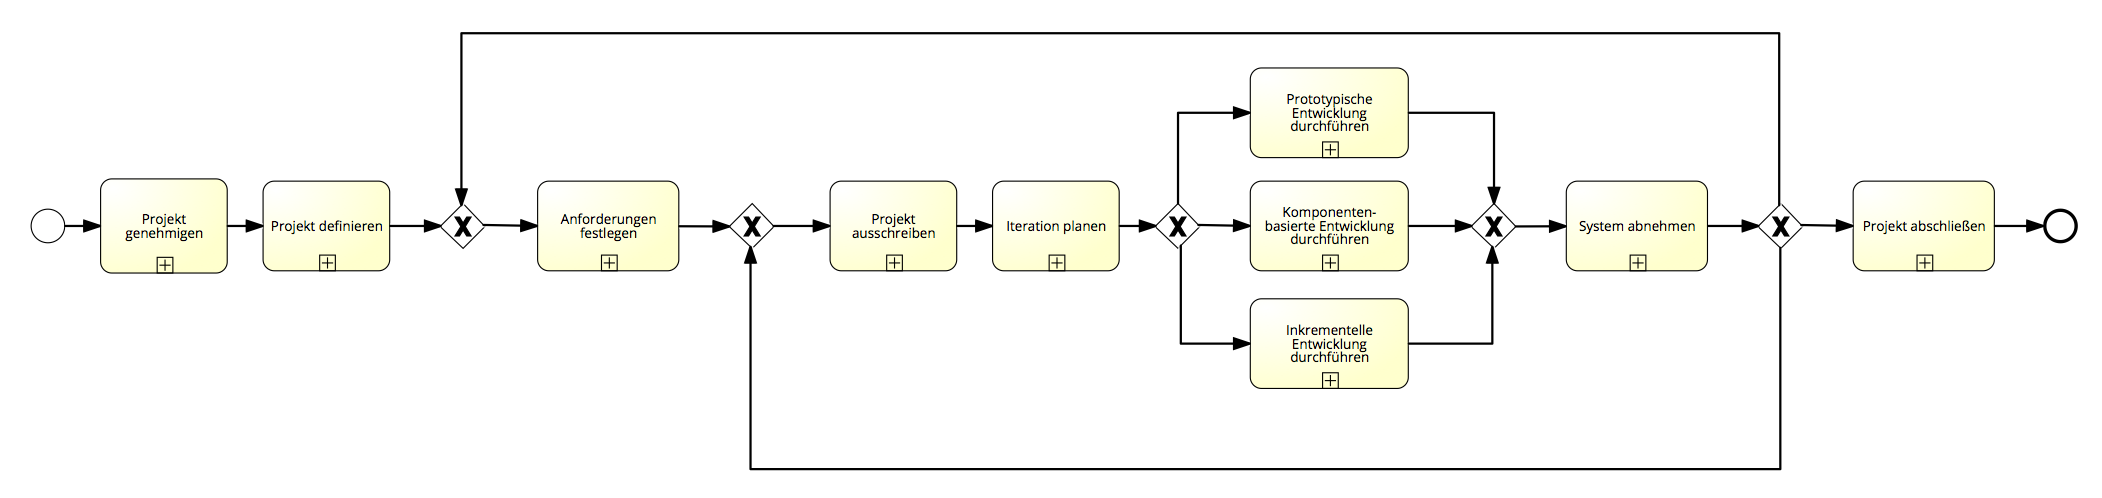 Projekt
genehmigen
Projekt definieren
Anforderungen
festlegen
Projekt
ausschreiben
Iteration planen
Prototypische
Entwicklung
durchführen
Komponenten-
basierte Entwicklung
durchführen
Inkrementelle
Entwicklung
durchführen
System abnehmen
Projekt abschließen